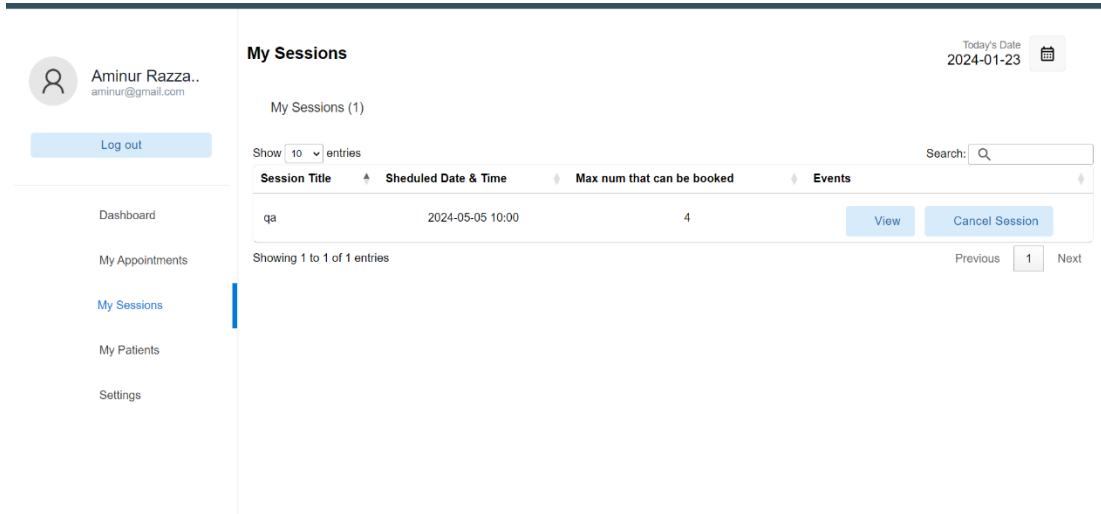 My Sessions
Today's Date
2024-01-23
Aminur Razza..
aminur@gmail.com
Log out
Dashboard
My Appointments
My Sessions
My Patients
Settings
My Sessions (1)
Show 10 entries
Search:
Session Title Sheduled Date & Time Max num that can be booked Events
qa 2024-05-05 10:00 4 View Cancel Session
Showing 1 to 1 of 1 entries
Previous 1 Next